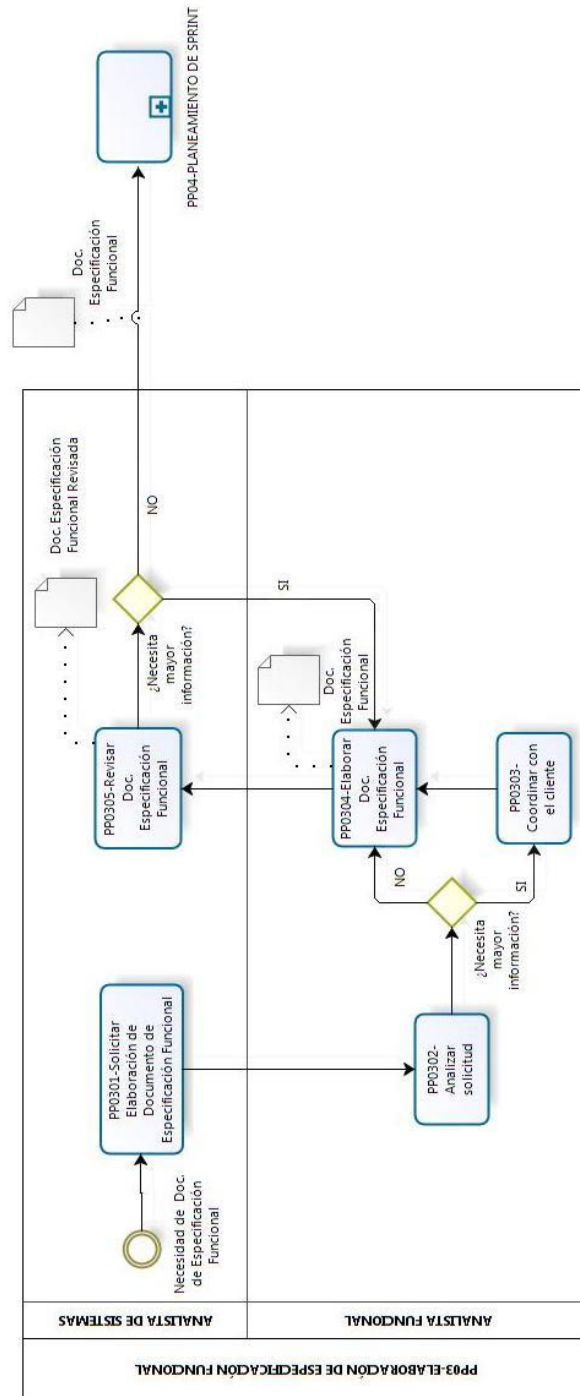 PP03-ELABORACIÓN DE ESPECIFICACIÓN FUNCIONAL
ANALISTA DE SISTEMAS
Necesidad de Doc.
de Especificación
Funcional
PP0301-Solicitar
Elaboración de
Documento de
Especificación Funcional
PP0305-Revisar
Doc.
Especificación
Funcional
¿Necesita
mayor
información?
Doc. Especificación
Funcional Revisada
NO
SI
Doc.
Especificación
Funcional
PP04-PLANEAMIENTO DE SPRINT
ANALISTA FUNCIONAL
PP0302-
Analizar
solicitud
¿Necesita
mayor
información?
NO
SI
PP0304-Elaborar
Doc.
Especificación
Funcional
Doc.
Especificación
Funcional
PP0303-
Coordinar con
el cliente